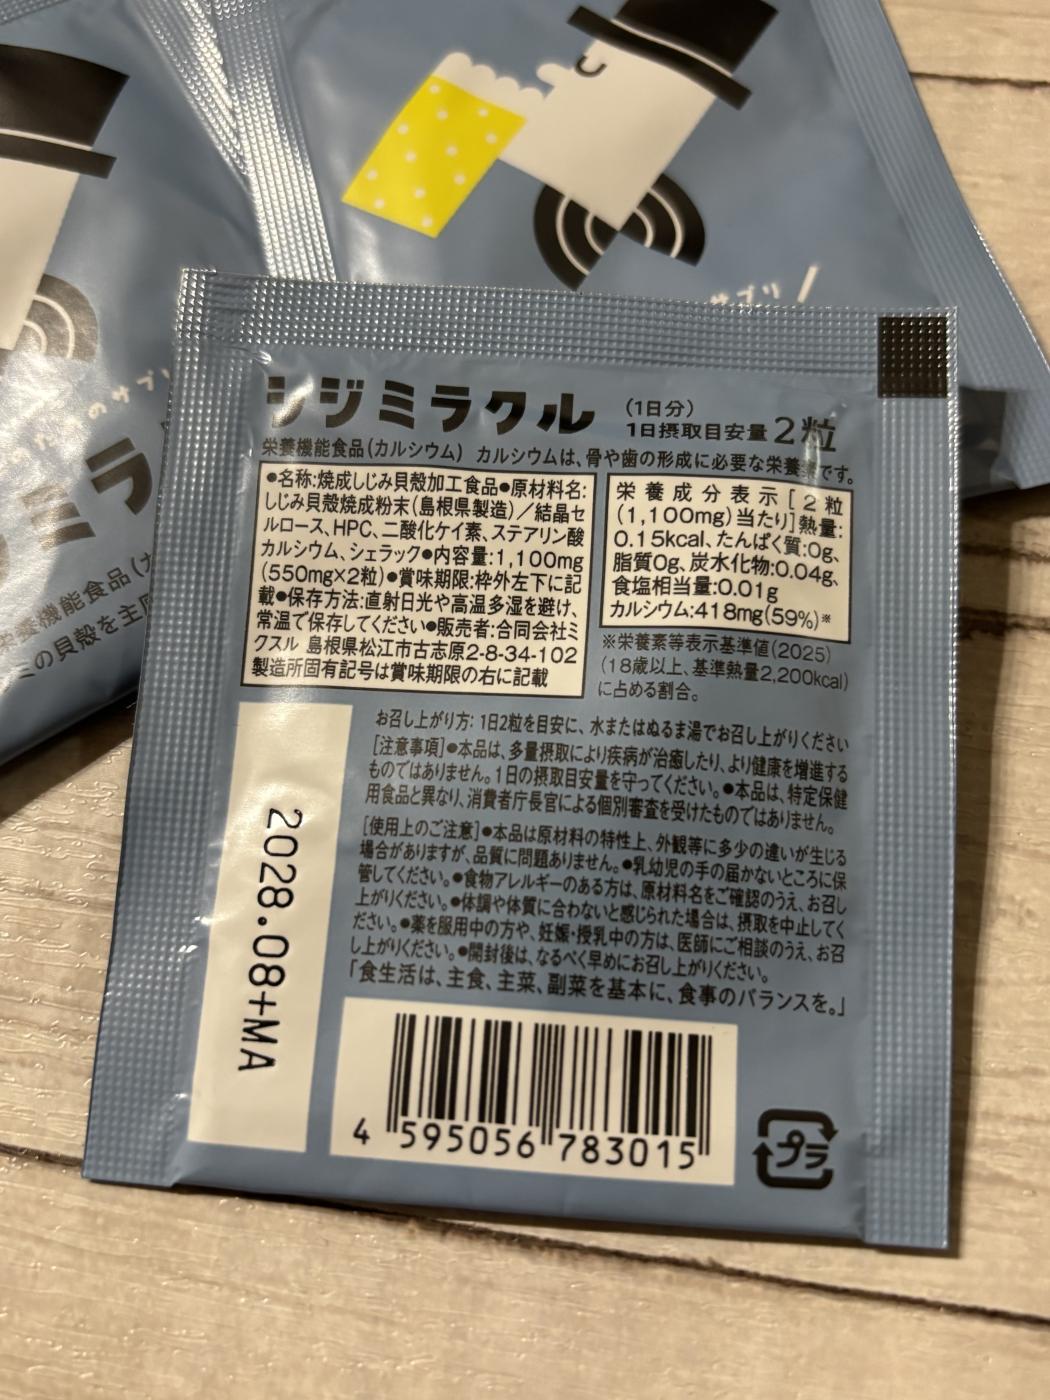 サプリ
のサプリ
ミラ
栄養機能食品(カ
ミの貝殻を主原
シジミラクル
(1日分)
1日摂取目安量2粒
栄養機能食品(カルシウム) カルシウムは、骨や歯の形成に必要な栄養素です。
●名称:焼成しじみ貝殻加工食品●原材料名:
しじみ貝殻焼成粉末(島根県製造)/結晶セ
ルロース、HPC、二酸化ケイ素、ステアリン酸
カルシウム、シェラック●内容量:1,100mg
(550mg×2粒)●賞味期限:枠外左下に記
載●保存方法:直射日光や高温多湿を避け、
常温で保存してください●販売者:合同会社ミ
クスル 島根県松江市古志原2-8-34-102
製造所固有記号は賞味期限の右に記載
栄養成分表示[2粒
(1,100mg)当たり]熱量:
0.15kcal、たんぱく質:0g、
脂質0g、炭水化物:0.04g、
食塩相当量:0.01g
カルシウム:418mg(59%)※
※栄養素等表示基準値(2025)
(18歳以上、基準熱量2,200kcal)
に占める割合。
お召し上がり方: 1日2粒を目安に、水またはぬるま湯でお召し上がりください
[注意事項]●本品は、多量摂取により疾病が治癒したり、より健康を増進する
ものではありません。1日の摂取目安量を守ってください。●本品は、特定保健
用食品と異なり、消費者庁長官による個別審査を受けたものではありません。
[使用上のご注意]●本品は原材料の特性上、外観等に多少の違いが生じる
場合がありますが、品質に問題ありません。●乳幼児の手の届かないところに保
管してください。●食物アレルギーのある方は、原材料名をご確認のうえ、お召し
上がりください。●体調や体質に合わないと感じられた場合は、摂取を中止してく
ださい。●薬を服用中の方や、妊娠・授乳中の方は、医師にご相談のうえ、お召
し上がりください。●開封後は、なるべく早めにお召し上がりください。
「食生活は、主食、主菜、副菜を基本に、食事のバランスを。」
2028.08+MA
4 595056 783015
プラ